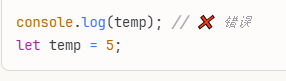 console.log(temp); // ❌ 错误
let temp = 5;